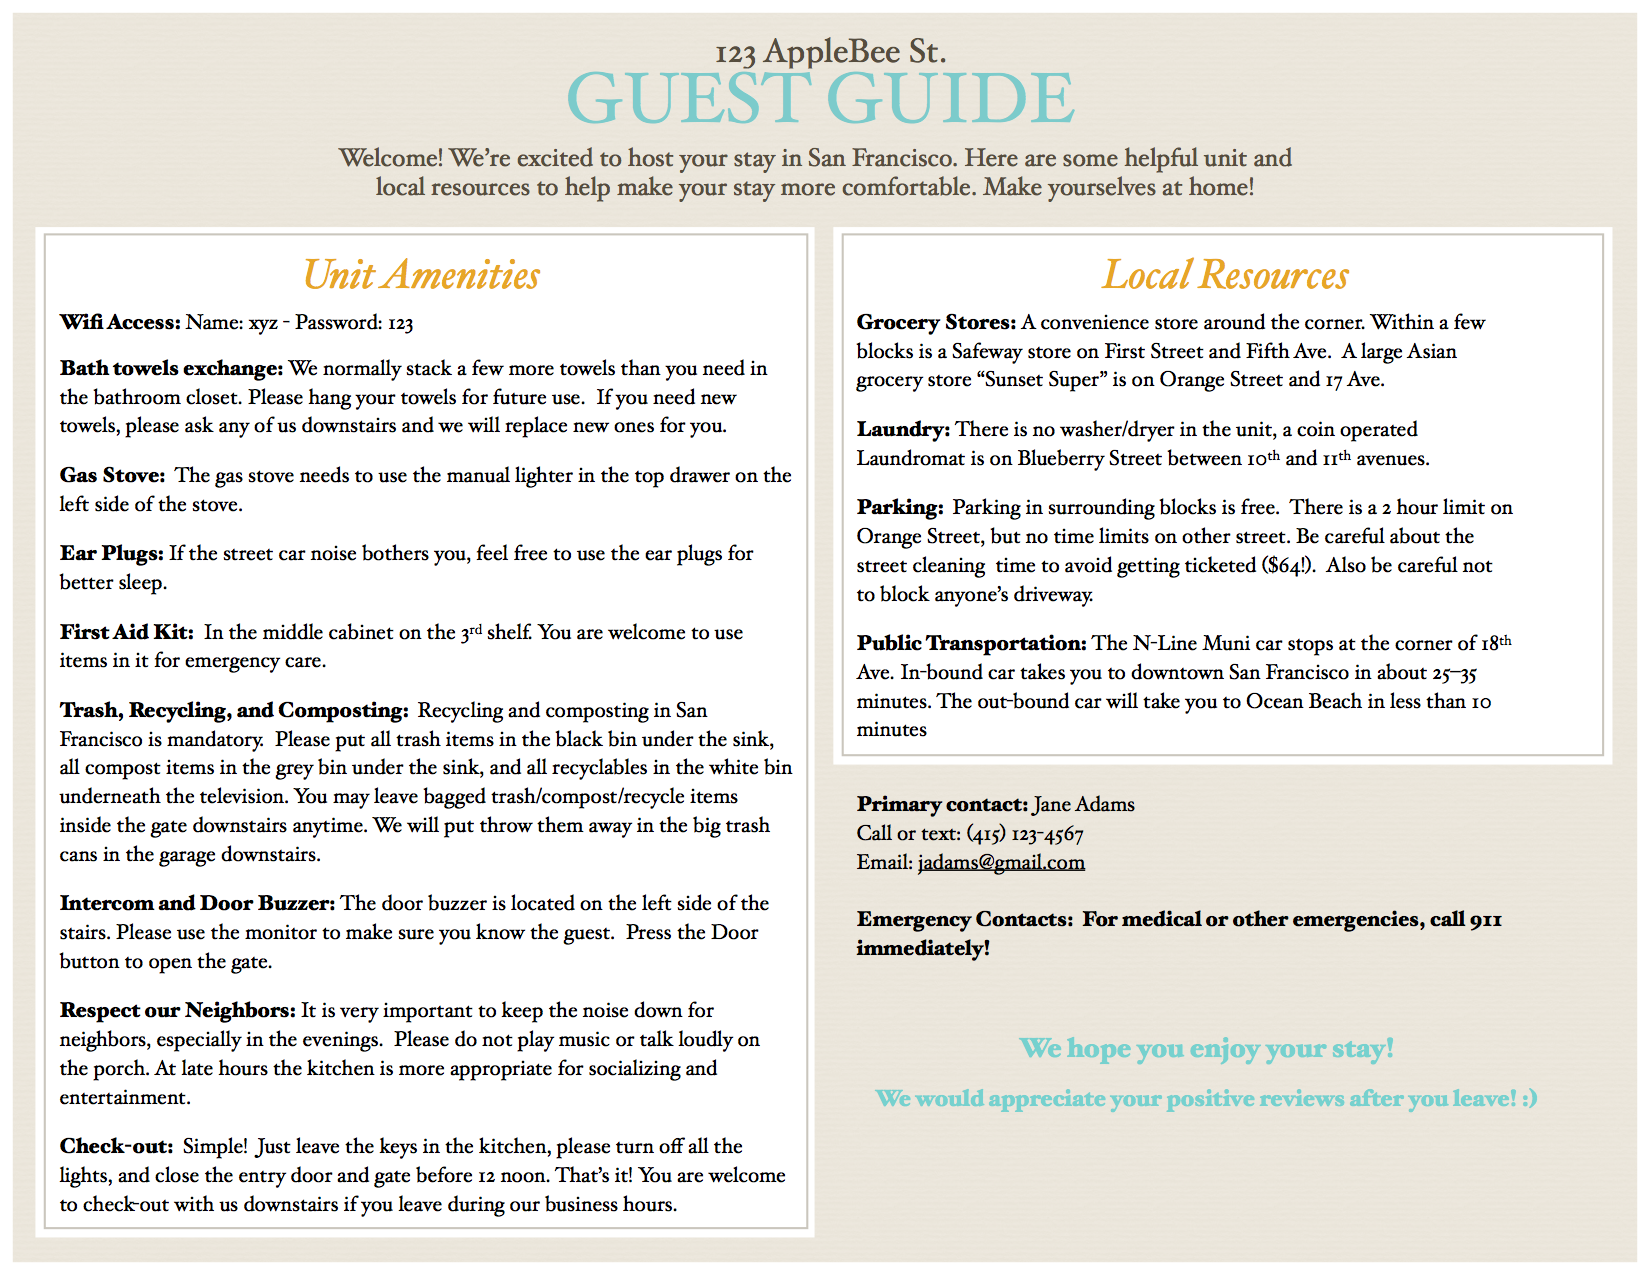 123 AppleBee St.
GUEST GUIDE
Welcome! We're excited to host your stay in San Francisco. Here are some helpful unit and
local resources to help make your stay more comfortable. Make yourselves at home!
Unit Amenities
Wifi Access: Name: xyz - Password: 123
Bath towels exchange: We normally stack a few more towels than you need in
the bathroom closet. Please hang your towels for future use.  If you need new
towels, please ask any of us downstairs and we will replace new ones for you.
Gas Stove:  The gas stove needs to use the manual lighter in the top drawer on the
left side of the stove.
Ear Plugs: If the street car noise bothers you, feel free to use the ear plugs for
better sleep.
First Aid Kit:  In the middle cabinet on the 3rd shelf. You are welcome to use
items in it for emergency care.
Trash, Recycling, and Composting:  Recycling and composting in San
Francisco is mandatory.  Please put all trash items in the black bin under the sink,
all compost items in the grey bin under the sink, and all recyclables in the white bin
underneath the television. You may leave bagged trash/compost/recycle items
inside the gate downstairs anytime. We will put throw them away in the big trash
cans in the garage downstairs.
Intercom and Door Buzzer: The door buzzer is located on the left side of the
stairs. Please use the monitor to make sure you know the guest.  Press the Door
button to open the gate.
Respect our Neighbors: It is very important to keep the noise down for
neighbors, especially in the evenings.  Please do not play music or talk loudly on
the porch. At late hours the kitchen is more appropriate for socializing and
entertainment.
Check-out:  Simple!  Just leave the keys in the kitchen, please turn off all the
lights, and close the entry door and gate before 12 noon. That's it! You are welcome
to check-out with us downstairs if you leave during our business hours.
Local Resources
Grocery Stores: A convenience store around the corner. Within a few
blocks is a Safeway store on First Street and Fifth Ave.  A large Asian
grocery store “Sunset Super” is on Orange Street and 17 Ave.
Laundry: There is no washer/dryer in the unit, a coin operated
Laundromat is on Blueberry Street between 10th and 11th avenues.
Parking:  Parking in surrounding blocks is free.  There is a 2 hour limit on
Orange Street, but no time limits on other street. Be careful about the
street cleaning  time to avoid getting ticketed ($64!).  Also be careful not
to block anyone's driveway.
Public Transportation: The N-Line Muni car stops at the corner of 18th
Ave. In-bound car takes you to downtown San Francisco in about 25–35
minutes. The out-bound car will take you to Ocean Beach in less than 10
minutes
Primary contact: Jane Adams
Call or text: (415) 123-4567
Email: jadams@gmail.com
Emergency Contacts:  For medical or other emergencies, call 911
immediately!
We hope you enjoy your stay!
We would appreciate your positive reviews after you leave! :)